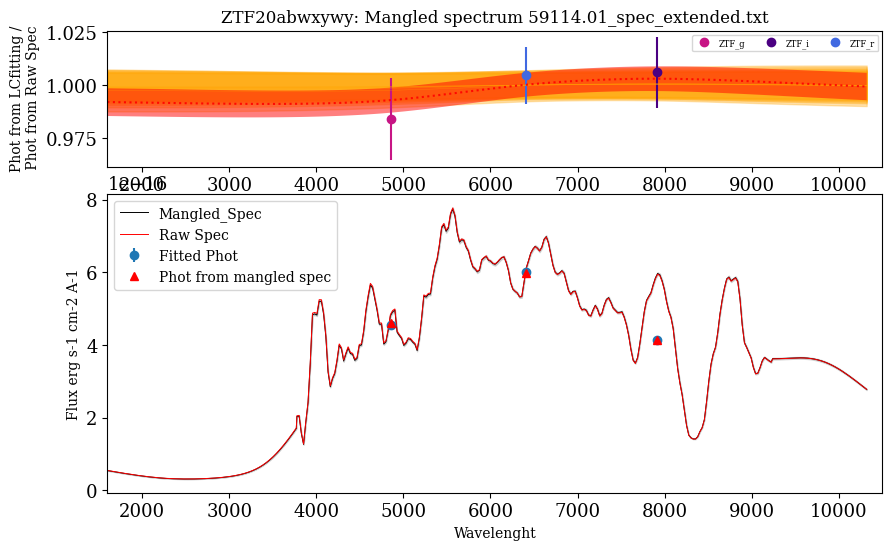 ZTF20abwxywy: Mangled spectrum 59114.01_spec_extended.txt
Phot from LCfitting /
Phot from Raw Spec
1.025
1.000
0.975
ZTF_g ZTF_i ZTF_r
2000 3000 4000 5000 6000 7000 8000 9000 10000
1e−16
Flux erg s-1 cm-2 A-1
8
6
4
2
0
Mangled_Spec
Raw Spec
Fitted Phot
Phot from mangled spec
2000 3000 4000 5000 6000 7000 8000 9000 10000
Wavelenght